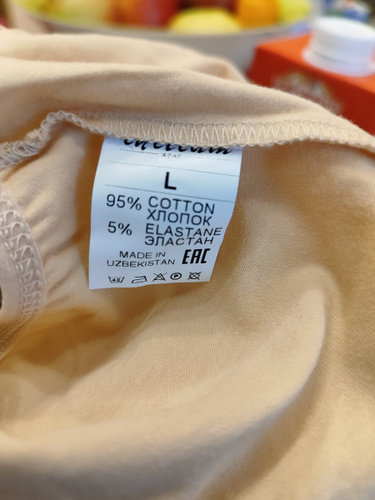 L
95% COTTON
ХЛОПОК
5% ELASTANE
ЭЛАСТАН
MADE IN
UZBEKISTAN
EAC